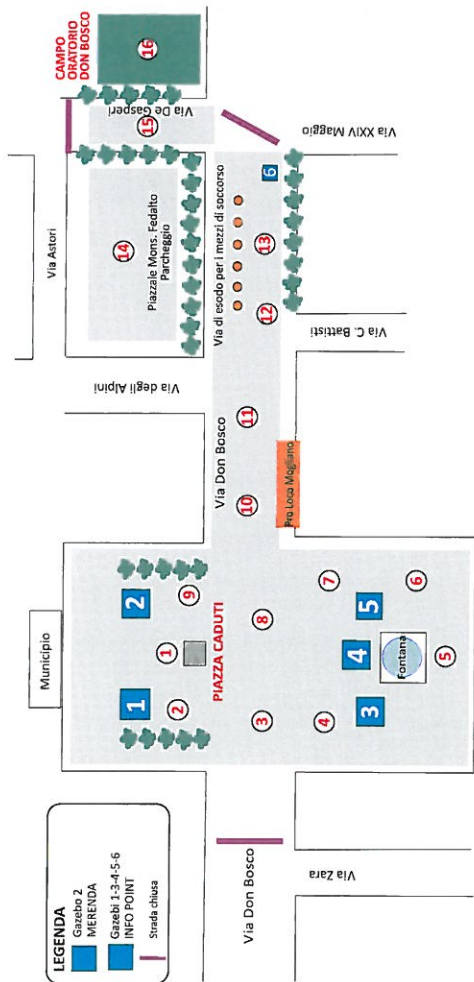 LEGENDA
Gazebo 2
MERENDA
Gazebi 1-3-4-5-6
INFO POINT
Strada chiusa
Municipio
1
2
1
2
9
PIAZZA CADUTI
3
8
4
7
3
4
5
Fontana
5
6
Via Don Bosco
Via Zara
Via Don Bosco
10
11
Pro Loco Mogliano
Via degli Alpini
Via Astori
14
Piazzale Mons. Fedalto
Parcheggio
Via di esodo per i mezzi di soccorso
12
13
6
Via C. Battisti
Via XXIV Maggio
Via De Gasperi
15
CAMPO
ORATORIO
DON BOSCO
16